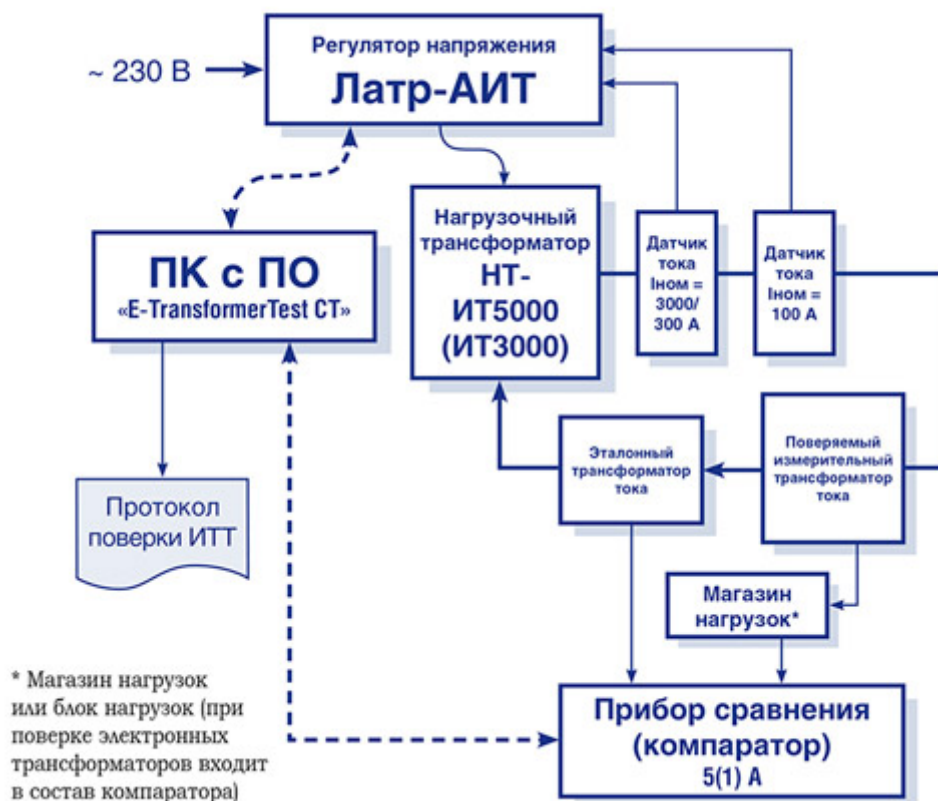 Регулятор напряжения
Латр-АИТ
~ 230 В
Нагрузочный
трансформатор
НТ-
ИТ5000
(ИТ3000)
Датчик
тока
Iном =
3000/
300 А
Датчик
тока
Iном =
100 А
ПК с ПО
«E-TransformerTest СТ»
Эталонный
трансформатор
тока
Поверяемый
измерительный
трансформатор
тока
Протокол
поверки ИТТ
Магазин
нагрузок*
Прибор сравнения
(компаратор)
5(1) А
* Магазин нагрузок
или блок нагрузок (при
поверке электронных
трансформаторов входит
в состав компаратора)